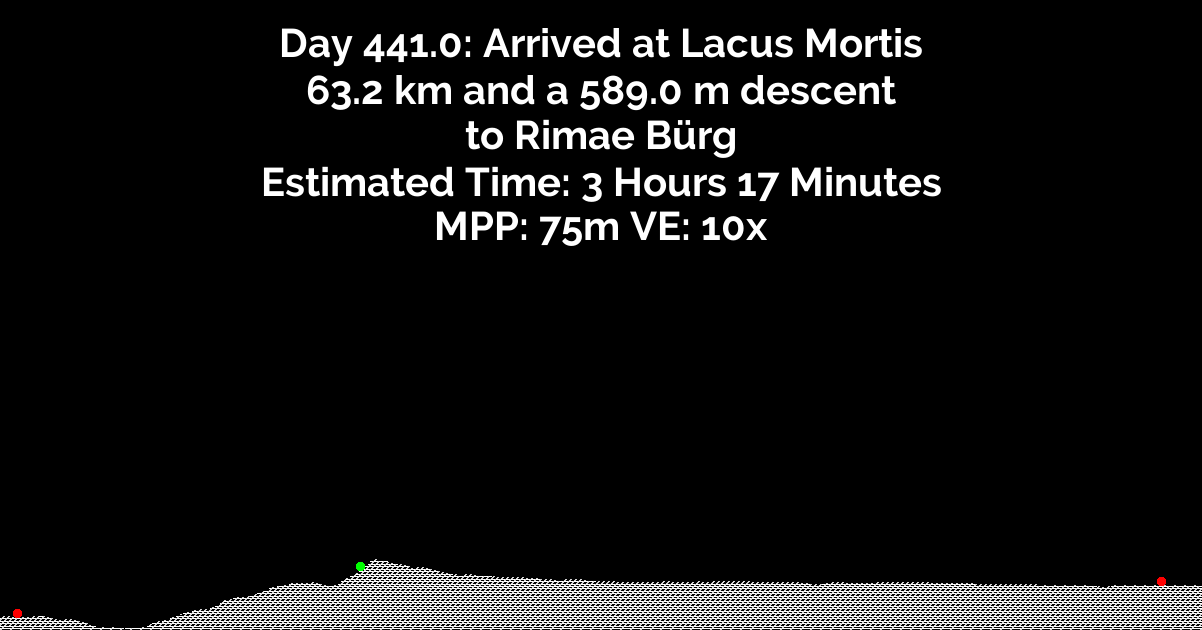 Day 441.0: Arrived at Lacus Mortis
63.2 km and a 589.0 m descent
to Rimae Bürg
Estimated Time: 3 Hours 17 Minutes
MPP: 75m VE: 10x